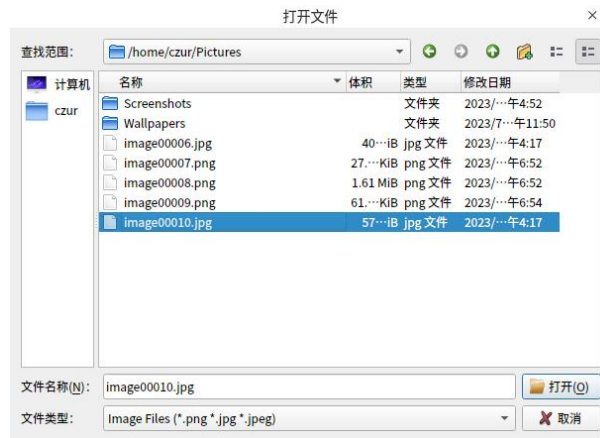 打开文件
查找范围: /home/czur/Pictures
计算机
czur
名称 体积 类型 修改日期
Screenshots 文件夹 2023/···午4:52
Wallpapers 文件夹 2023/7···午11:50
image00006.jpg 40···iB jpg 文件 2023/···午4:17
image00007.png 27.···KiB png 文件 2023/···午6:52
image00008.png 1.61 MiB png 文件 2023/···午6:52
image00009.png 61.···KiB png 文件 2023/···午6:54
image00010.jpg 57···iB jpg 文件 2023/···午4:17
文件名称(N): image00010.jpg 打开(O)
文件类型: Image Files (*.png *.jpg *.jpeg) 取消